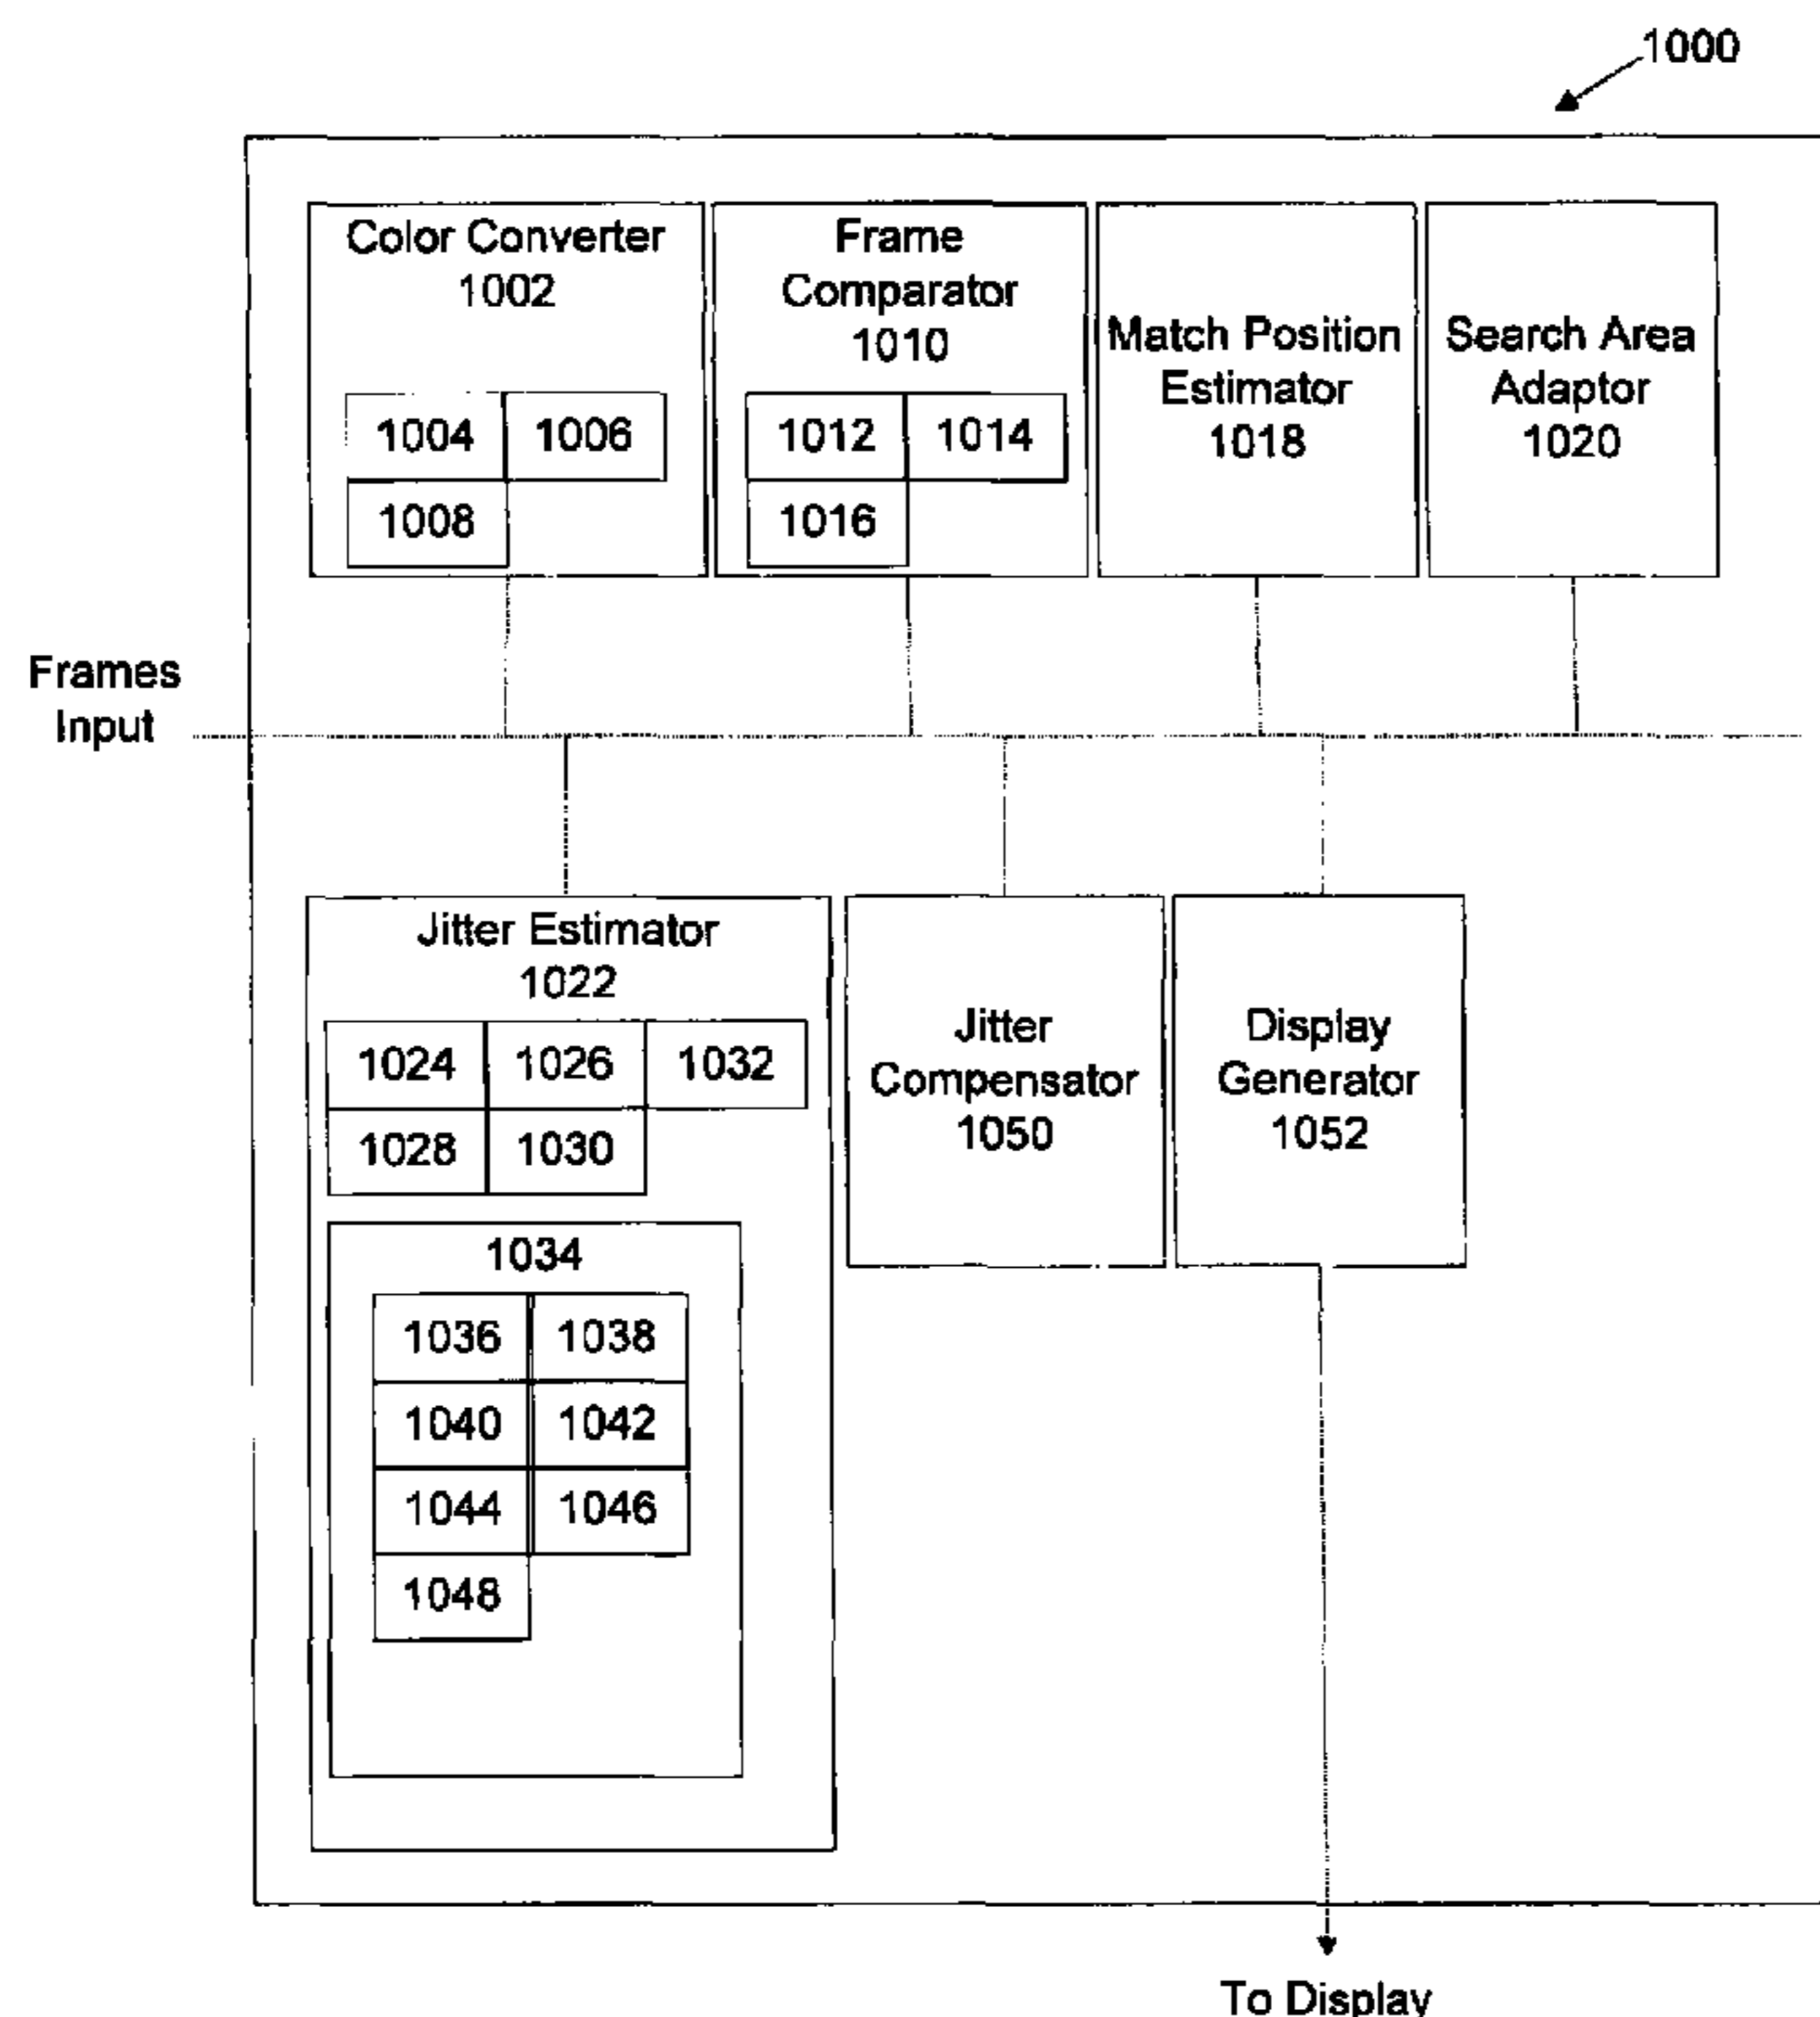 1000
Color Converter
1002
1004 1006
1008
Frame
Comparator
1010
1012 1014
1016
Match Position
Estimator
1018
Search Area
Adaptor
1020
Frames
Input
Jitter Estimator
1022
1024 1026 1032
1028 1030
1034
1036 1038
1040 1042
1044 1046
1048
Jitter
Compensator
1050
Display
Generator
1052
To Display